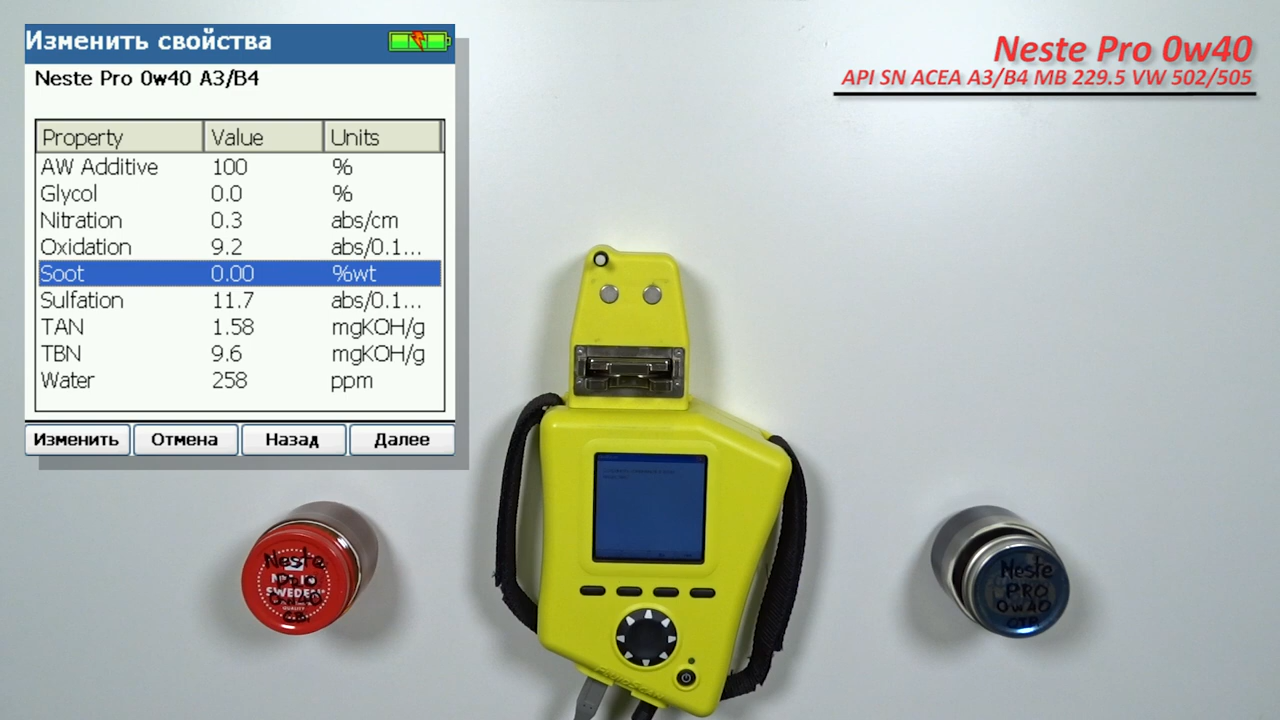 Изменить свойства
Neste Pro 0w40 A3/B4
Property Value Units
AW Additive 100 %
Glycol 0.0 %
Nitration 0.3 abs/cm
Oxidation 9.2 abs/0.1...
Soot 0.00 %wt
Sulfation 11.7 abs/0.1...
TAN 1.58 mgKOH/g
TBN 9.6 mgKOH/g
Water 258 ppm
Изменить Отмена Назад Далее
Neste Pro 0w40
API SN ACEA A3/B4 MB 229.5 VW 502/505
Neste
PRO
0w40
SWEDEN
QUALITY
Neste
PRO
0w40